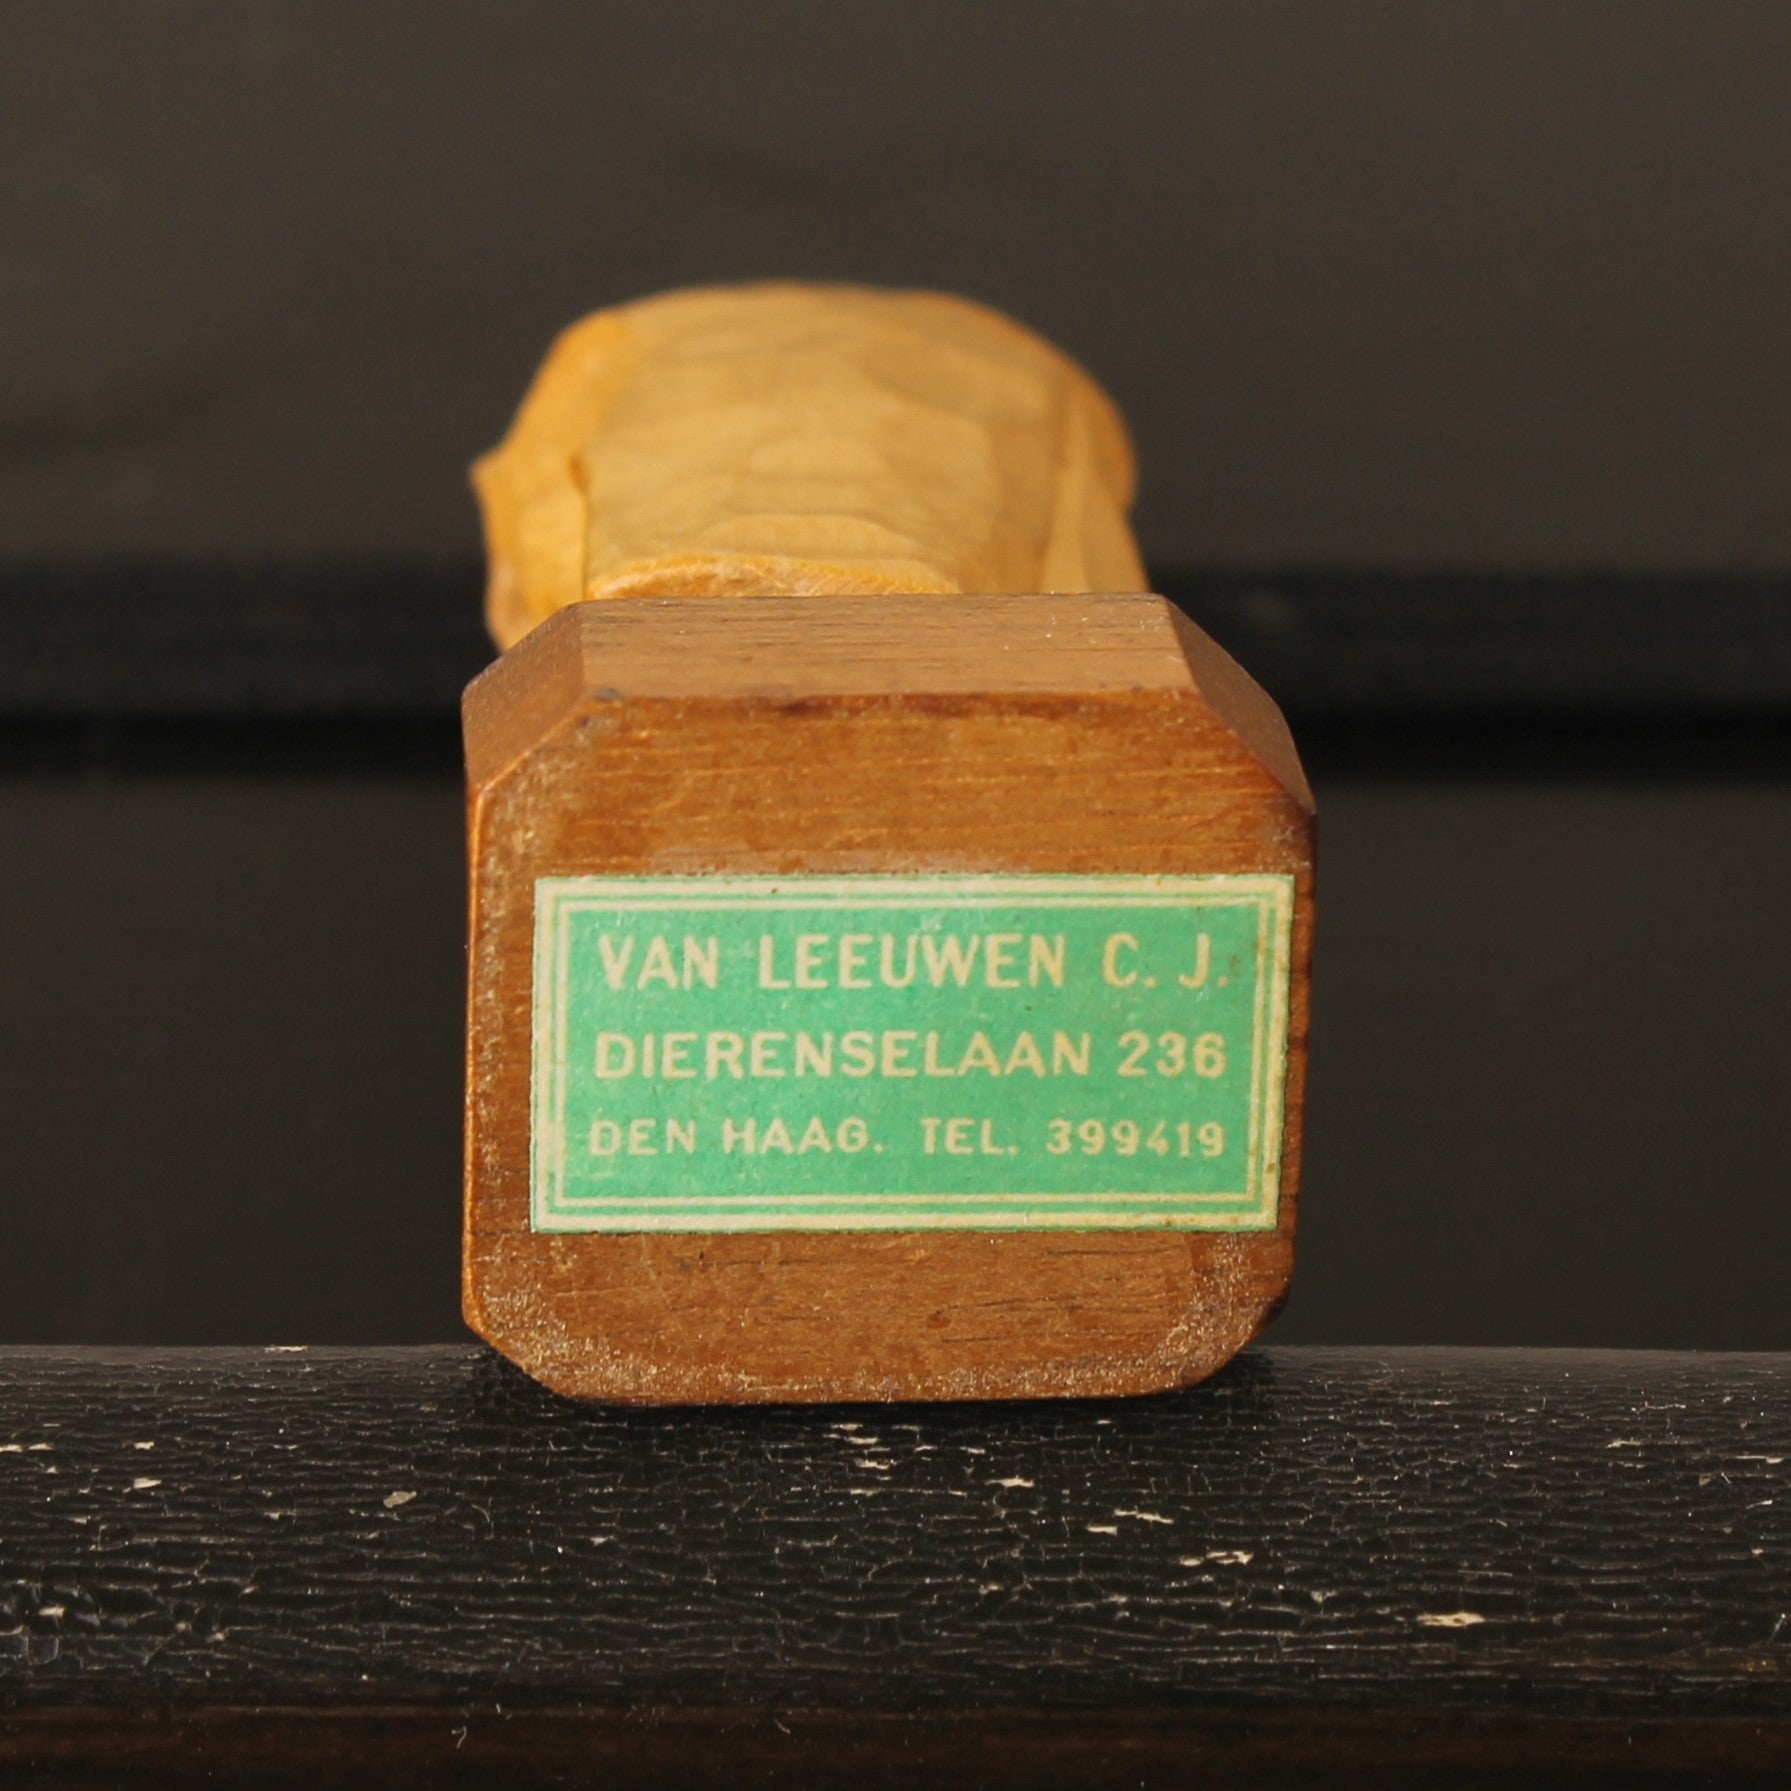 VAN LEEUWEN C. J.
DIERENSELAAN 236
DEN HAAG. TEL. 399419